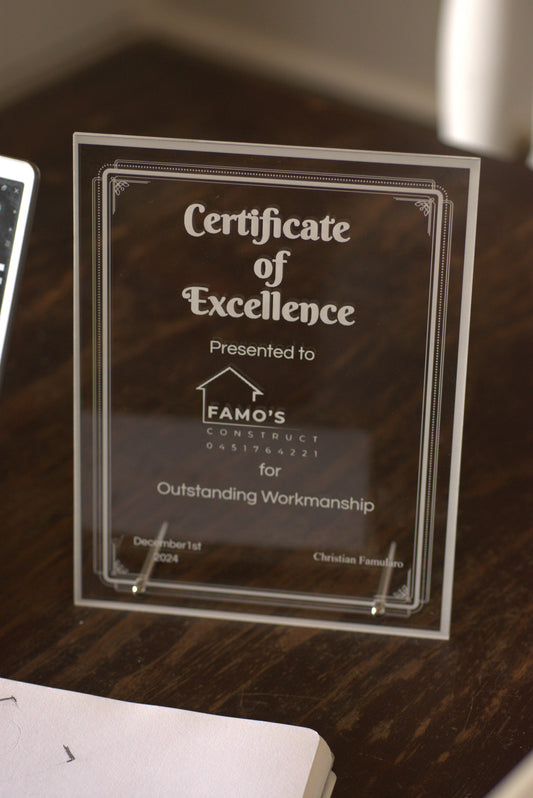 Certificate
of
Excellence
Presented to
FAMO'S
CONSTRUCT
0451764221
for
Outstanding Workmanship
December1st
2024
Christian Famularo